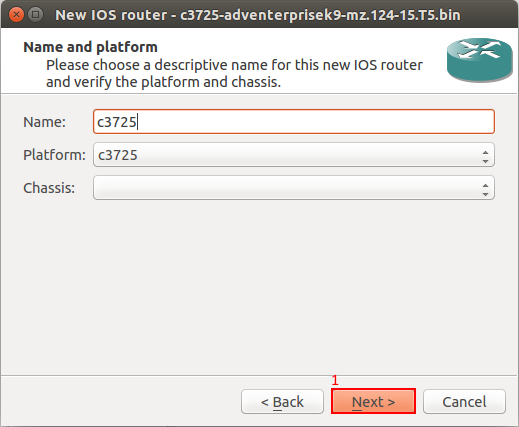 New IOS router - c3725-adventerprisek9-mz.124-15.T5.bin
Name and platform
Please choose a descriptive name for this new IOS router
and verify the platform and chassis.
Name: c3725
Platform: c3725
Chassis:
1
< Back Next > Cancel